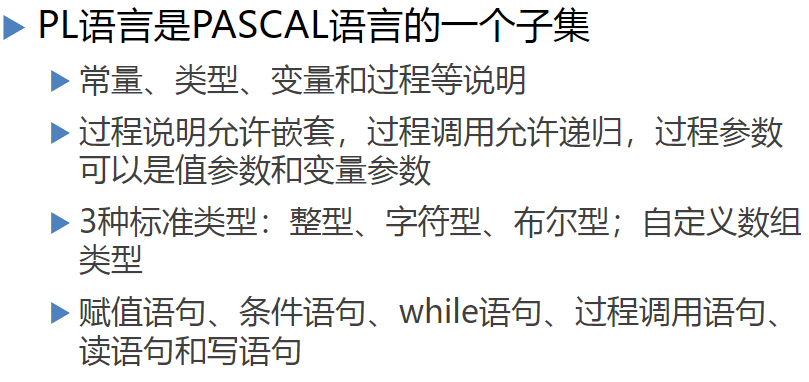 PL语言是PASCAL语言的一个子集
常量、类型、变量和过程等说明
过程说明允许嵌套，过程调用允许递归，过程参数
可以是值参数和变量参数
3种标准类型：整型、字符型、布尔型；自定义数组
类型
赋值语句、条件语句、while语句、过程调用语句、
读语句和写语句